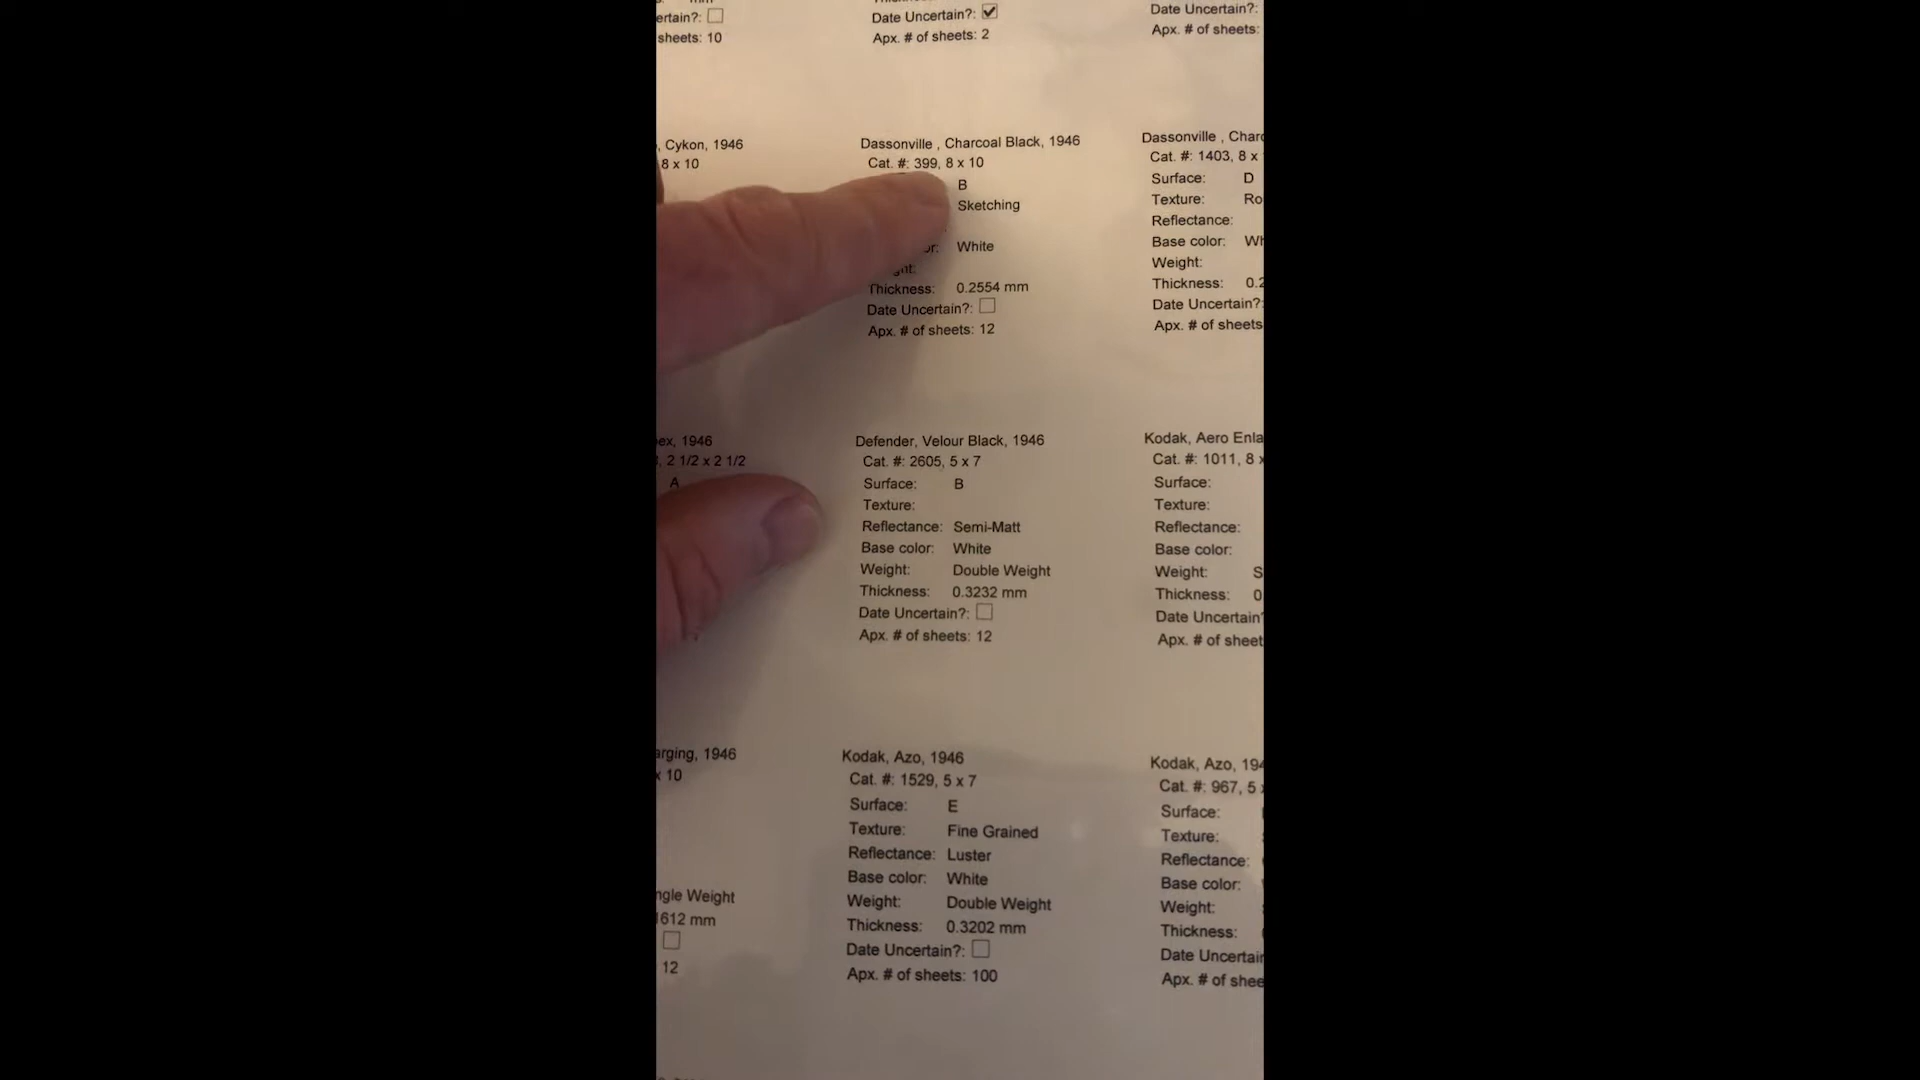 ertain?:
sheets: 10
Date Uncertain?:
Apx. # of sheets: 2
Date Uncertain?:
Apx. # of sheets:
, Cykon, 1946
8 x 10
Dassonville , Charcoal Black, 1946
Cat. #: 399, 8 x 10
B
Sketching
White
Thickness: 0.2554 mm
Date Uncertain?:
Apx. # of sheets: 12
Dassonville , Char
Cat. #: 1403, 8 x
Surface: D
Texture: Ro
Reflectance:
Base color: Wh
Weight:
Thickness: 0.2
Date Uncertain?:
Apx. # of sheets
ex, 1946
, 2 1/2 x 2 1/2
A
Defender, Velour Black, 1946
Cat. #: 2605, 5 x 7
Surface: B
Texture:
Reflectance: Semi-Matt
Base color: White
Weight: Double Weight
Thickness: 0.3232 mm
Date Uncertain?:
Apx. # of sheets: 12
Kodak, Aero Enla
Cat. #: 1011, 8 x
Surface:
Texture:
Reflectance:
Base color:
Weight: S
Thickness: 0
Date Uncertain?
Apx. # of sheet
arging, 1946
x 10
ngle Weight
1612 mm
12
Kodak, Azo, 1946
Cat. #: 1529, 5 x 7
Surface: E
Texture: Fine Grained
Reflectance: Luster
Base color: White
Weight: Double Weight
Thickness: 0.3202 mm
Date Uncertain?:
Apx. # of sheets: 100
Kodak, Azo, 194
Cat. #: 967, 5 x
Surface:
Texture:
Reflectance:
Base color:
Weight:
Thickness:
Date Uncertain
Apx. # of shee